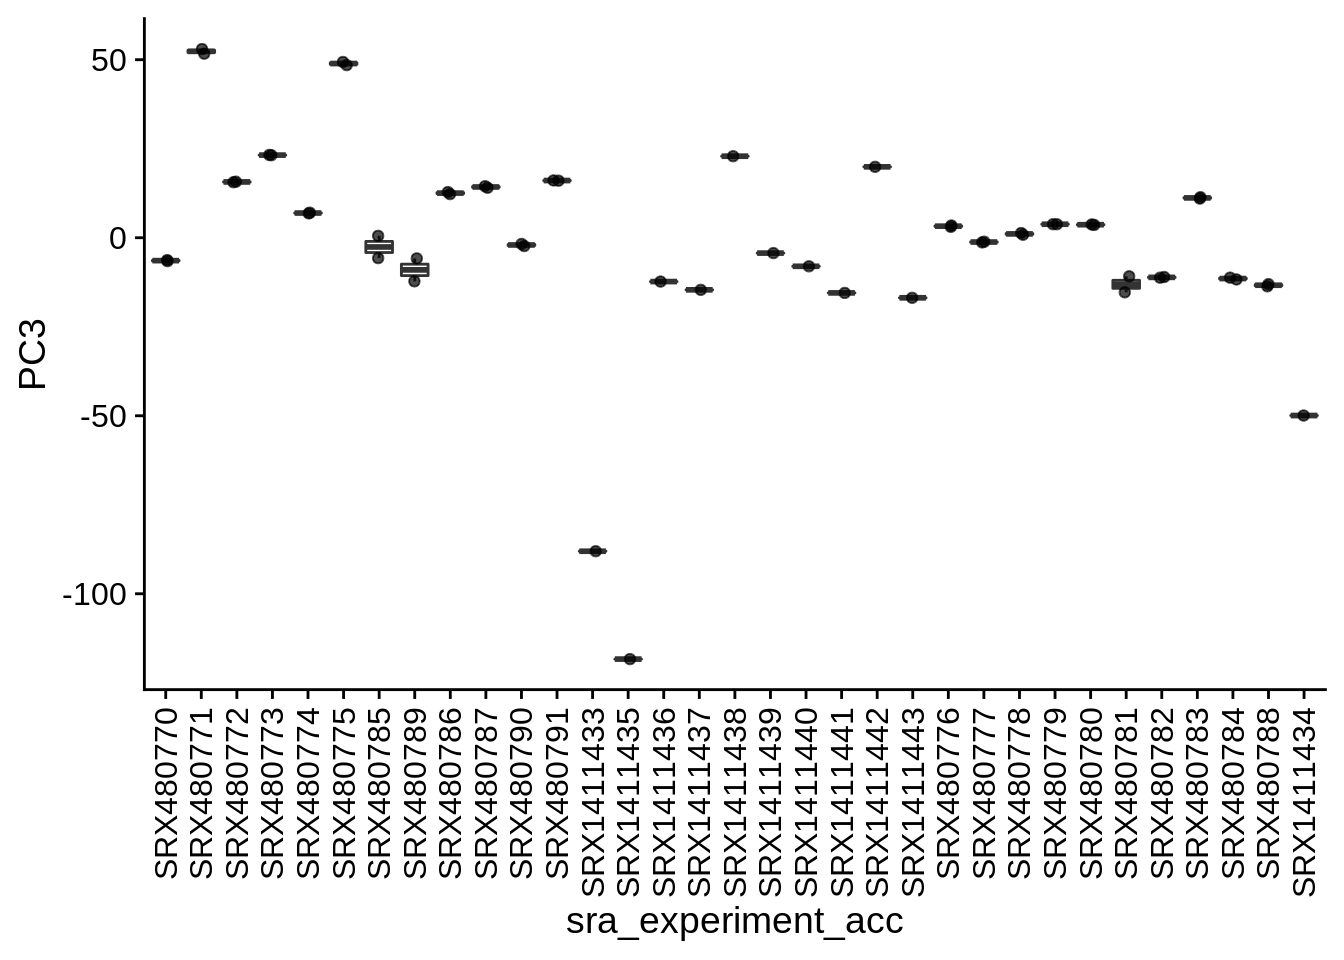 PC3
50
0
-50
-100
SRX480770
SRX480771
SRX480772
SRX480773
SRX480774
SRX480775
SRX480785
SRX480789
SRX480786
SRX480787
SRX480790
SRX480791
SRX1411433
SRX1411435
SRX1411436
SRX1411437
SRX1411438
SRX1411439
SRX1411440
SRX1411441
SRX1411442
SRX1411443
SRX480776
SRX480777
SRX480778
SRX480779
SRX480780
SRX480781
SRX480782
SRX480783
SRX480784
SRX480788
SRX1411434
sra_experiment_acc